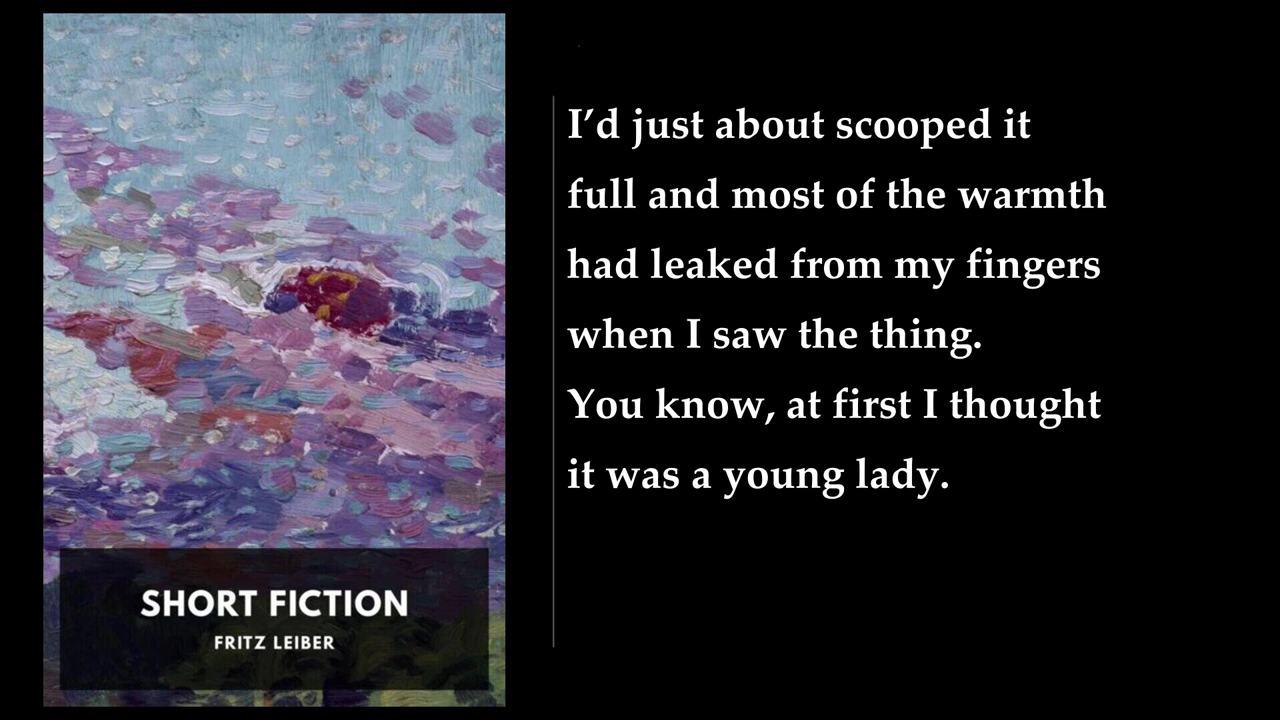 I’d just about scooped it
full and most of the warmth
had leaked from my fingers
when I saw the thing.
You know, at first I thought
it was a young lady.
SHORT FICTION
FRITZ LEIBER